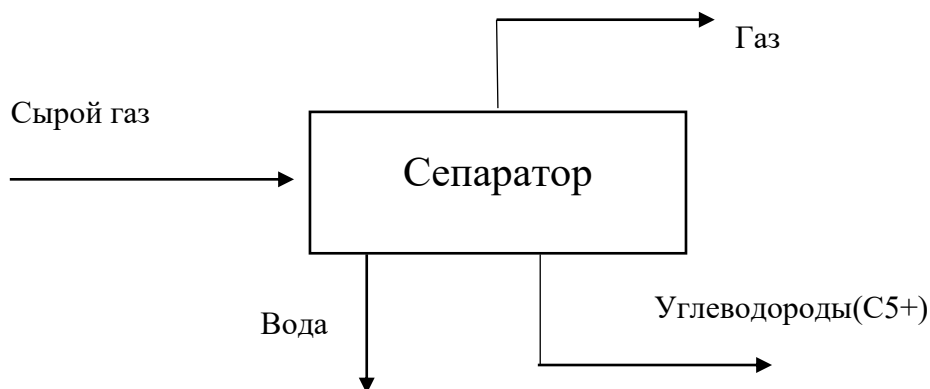 Газ
Сырой газ
Сепаратор
Углеводороды(С5+)
Вода